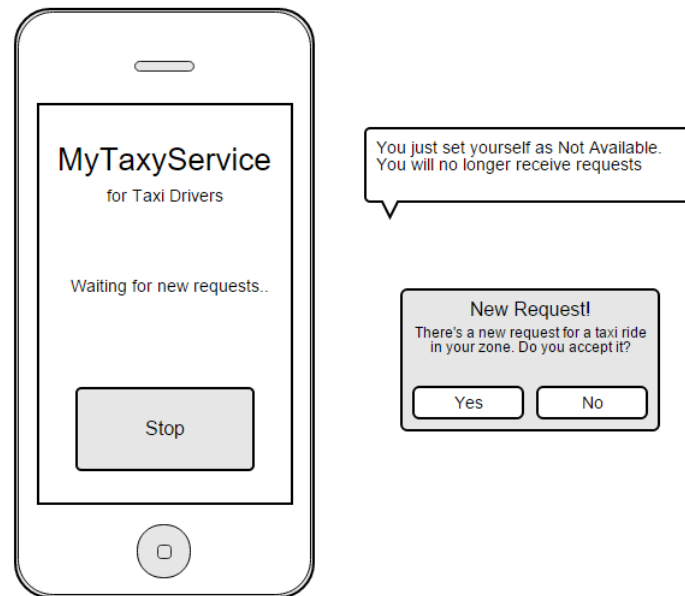 MyTaxyService
for Taxi Drivers
Waiting for new requests..
Stop
You just set yourself as Not Available.
You will no longer receive requests
New Request!
There's a new request for a taxi ride
in your zone. Do you accept it?
Yes
No